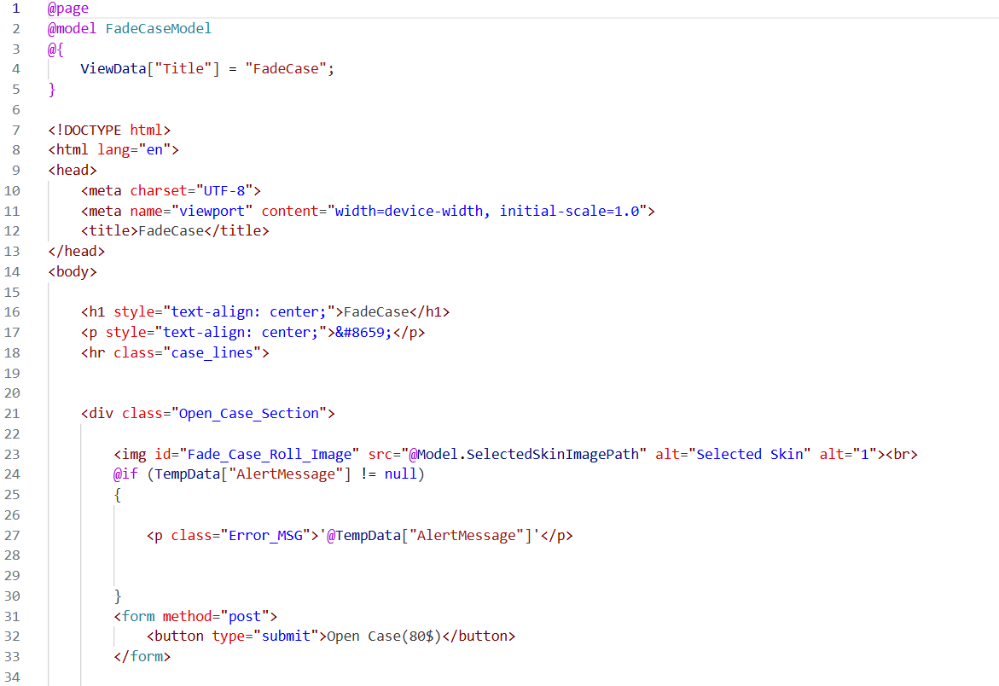 1 @page
2 @model FadeCaseModel
3 @{
4     ViewData["Title"] = "FadeCase";
5 }
6
7 <!DOCTYPE html>
8 <html lang="en">
9 <head>
10     <meta charset="UTF-8">
11     <meta name="viewport" content="width=device-width, initial-scale=1.0">
12     <title>FadeCase</title>
13 </head>
14 <body>
15
16     <h1 style="text-align: center;">FadeCase</h1>
17     <p style="text-align: center;">&#8659;</p>
18     <hr class="case_lines">
19
20
21     <div class="Open_Case_Section">
22
23         <img id="Fade_Case_Roll_Image" src="@Model.SelectedSkinImagePath" alt="Selected Skin" alt="1"><br>
24         @if (TempData["AlertMessage"] != null)
25         {
26
27             <p class="Error_MSG">'@TempData["AlertMessage"]'</p>
28
29
30         }
31         <form method="post">
32             <button type="submit">Open Case(80$)</button>
33         </form>
34